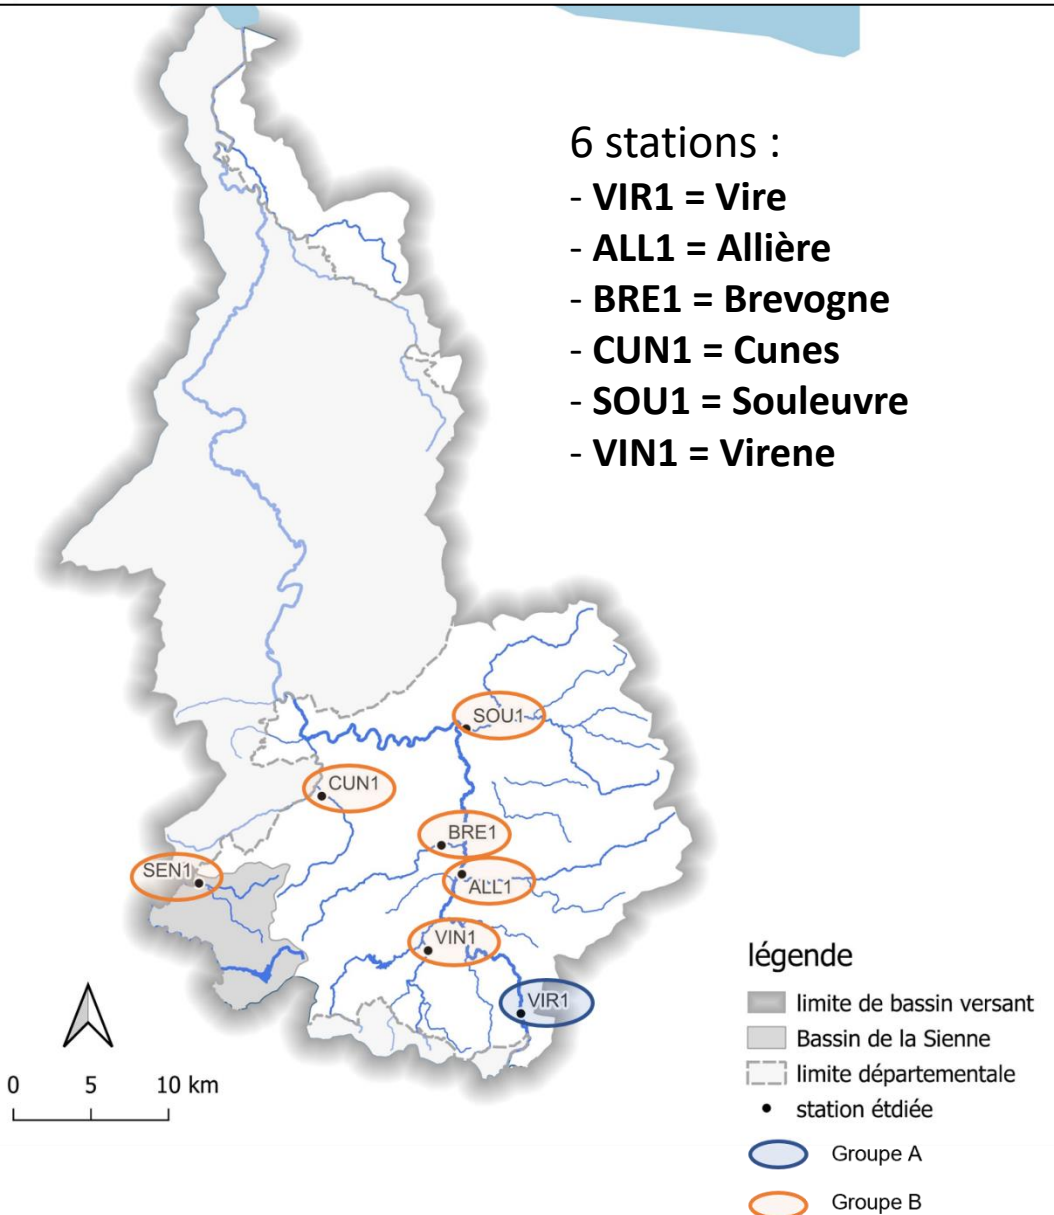 6 stations :
- VIR1 = Vire
- ALL1 = Allière
- BRE1 = Brevogne
- CUN1 = Cunes
- SOU1 = Souleuvre
- VIN1 = Virene
SOU1
CUN1
BRE1
SEN1
ALL1
VIN1
VIR1
légende
limite de bassin versant
Bassin de la Sienne
limite départementale
station étdiée
Groupe A
Groupe B
0 5 10 km